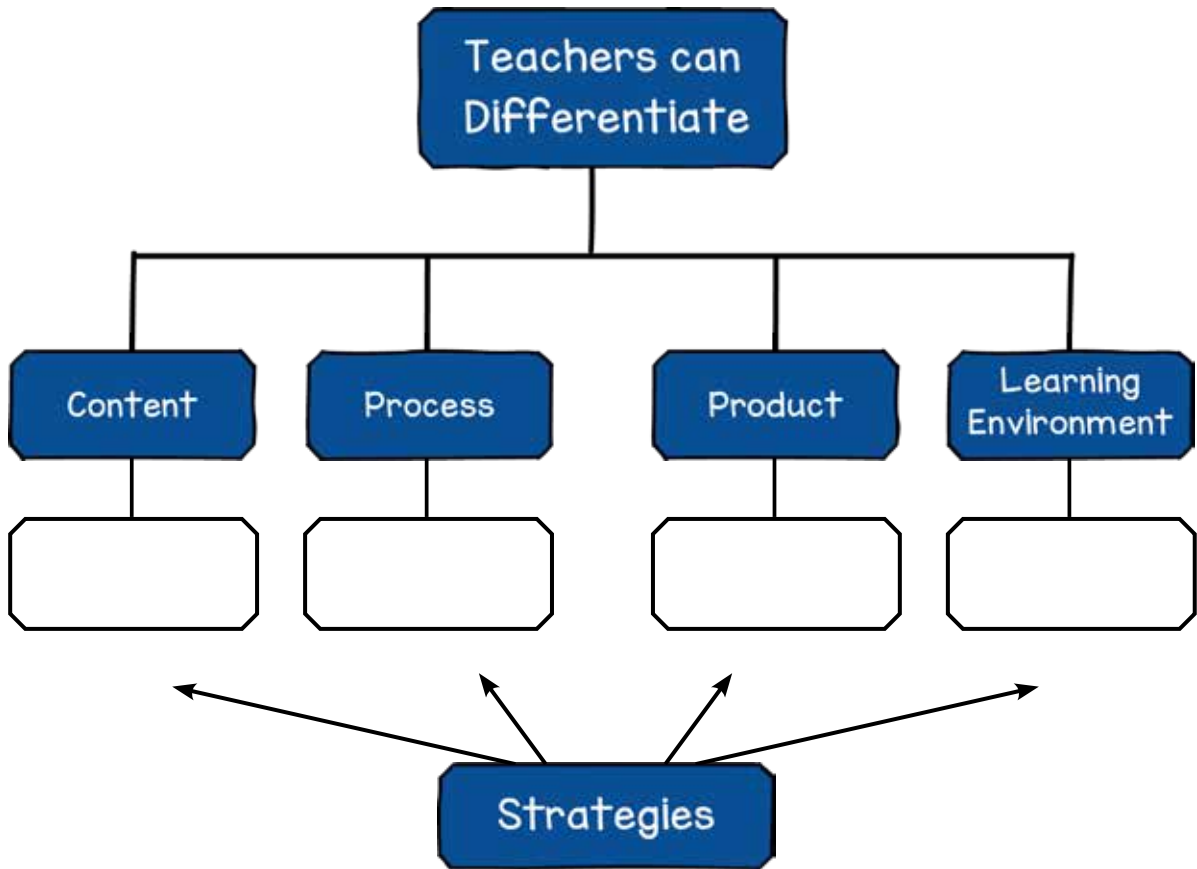 Teachers can
Differentiate
Content
Process
Product
Learning
Environment
Strategies